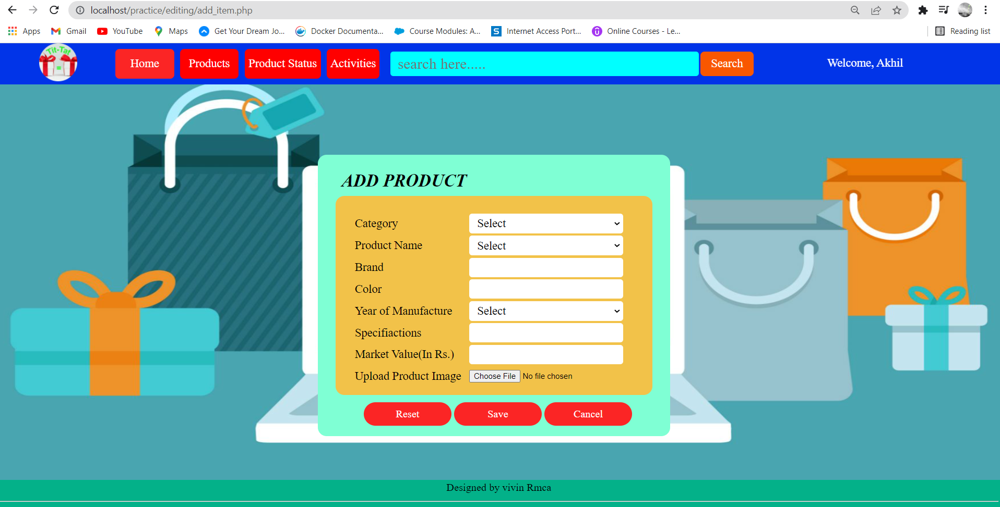 localhost/practice/editing/add_item.php
Apps Gmail YouTube Maps Get Your Dream Jo... Docker Documenta... Course Modules: A... Internet Access Port... Online Courses - Le... Reading list
Tit-Tat Home Products Product Status Activities search here..... Search Welcome, Akhil
=
ADD PRODUCT
Category Select
Product Name Select
Brand
Color
Year of Manufacture Select
Specifiactions
Market Value(In Rs.)
Upload Product Image Choose File No file chosen
Reset Save Cancel
Designed by vivin Rmca